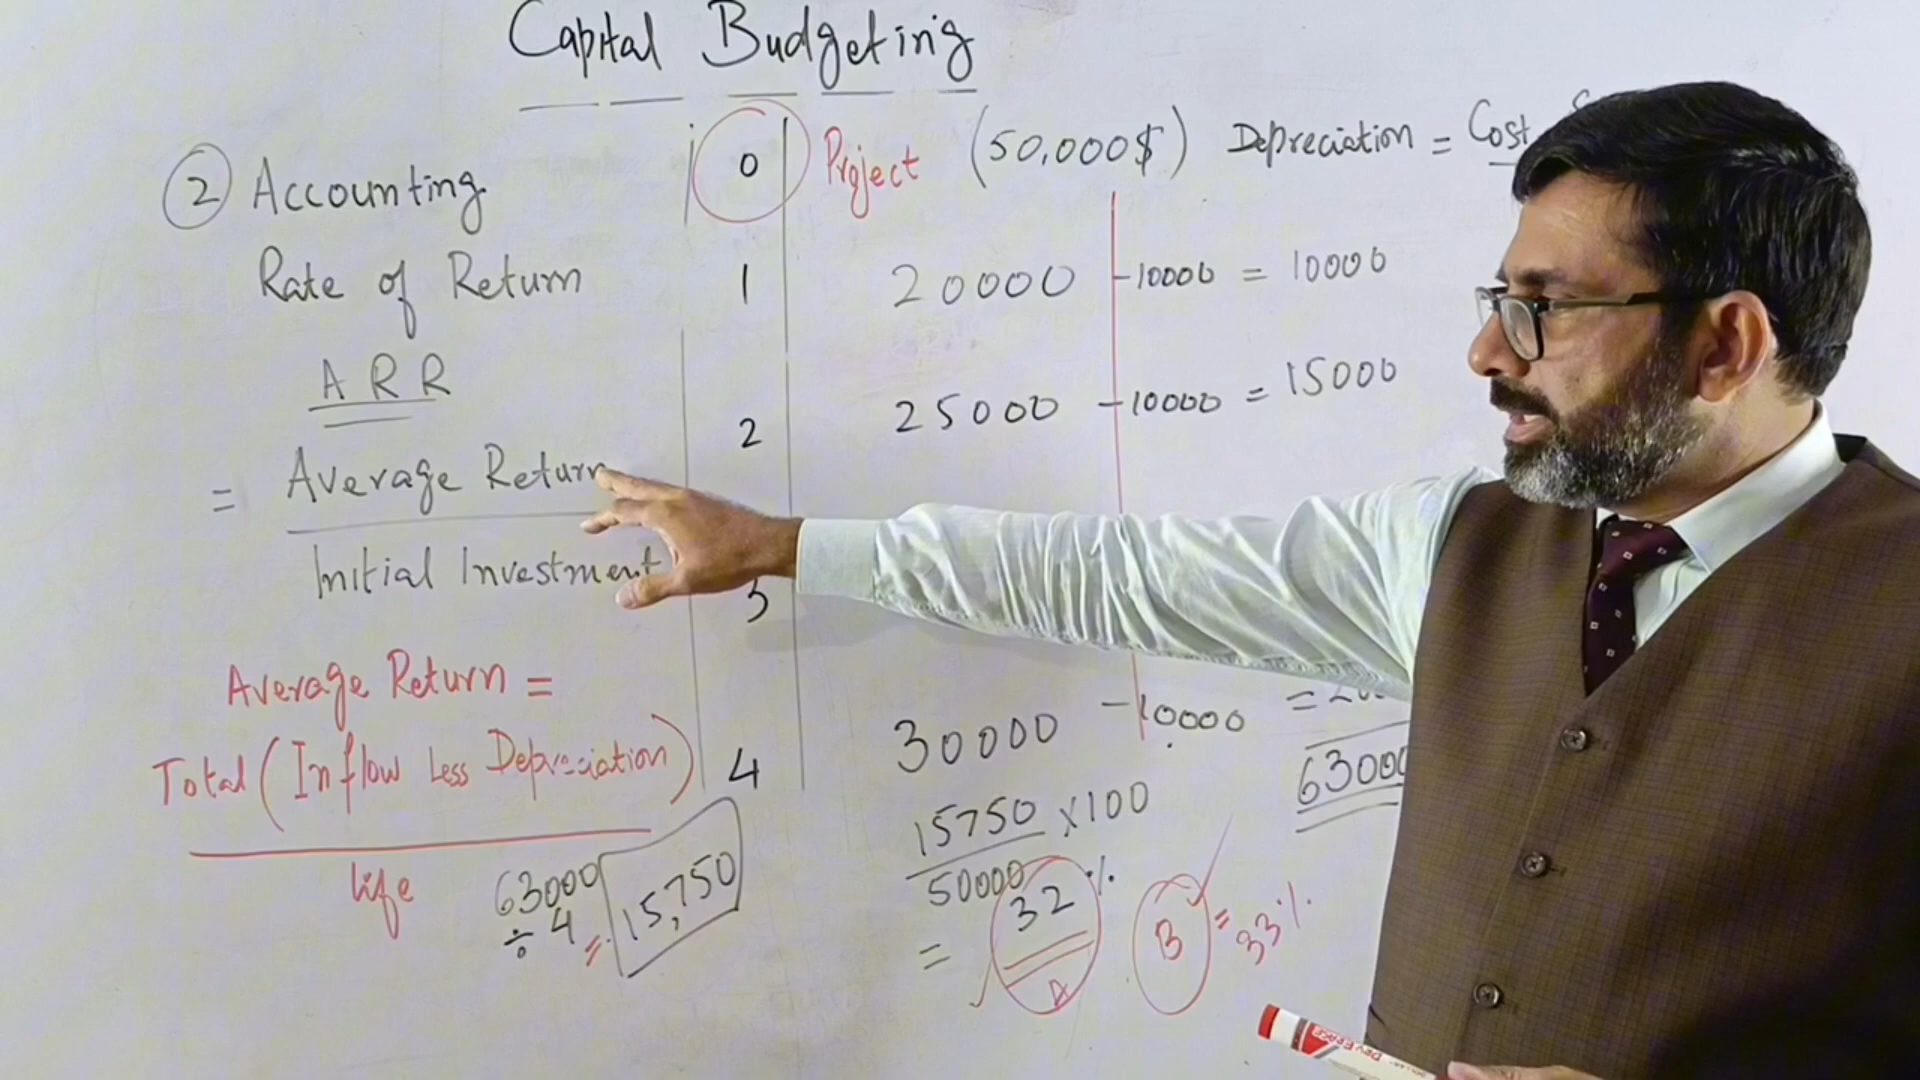 Capital Budgeting
② Accounting
Rate of Return
A R R
= Average Return
Initial Investment
Average Return =
Total (Inflow Less Depreciation)
life
63000
÷ 4 = 15,750
0 Project (50,000$) Depreciation = Cost
1 20000 -10000 = 10000
2 25000 -10000 = 15000
3
4 30000 -10000 =
63000
15750 x100
50000
= 32 %
A
B = 33%